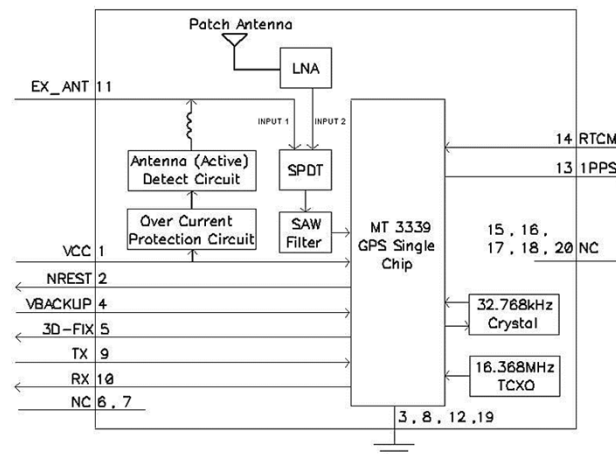 Patch Antenna
LNA
EX_ANT 11
INPUT 1
INPUT 2
14 RTCM
13 1PPS
Antenna (Active)
Detect Circuit
SPDT
Over Current
Protection Circuit
SAW
Filter
MT 3339
GPS Single
Chip
15, 16,
17, 18, 20 NC
VCC 1
NREST 2
VBACKUP 4
3D-FIX 5
TX 9
RX 10
NC 6, 7
32.768kHz
Crystal
16.368MHz
TCXO
3, 8, 12, 19